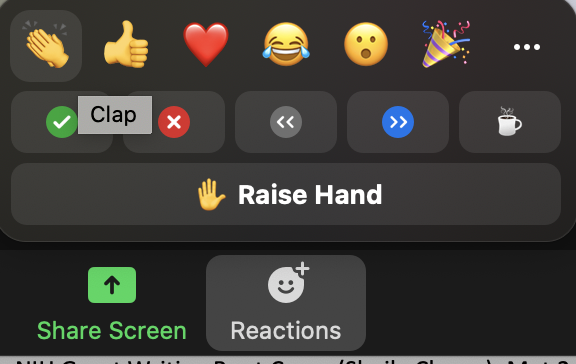 Clap
Raise Hand
Share Screen
Reactions